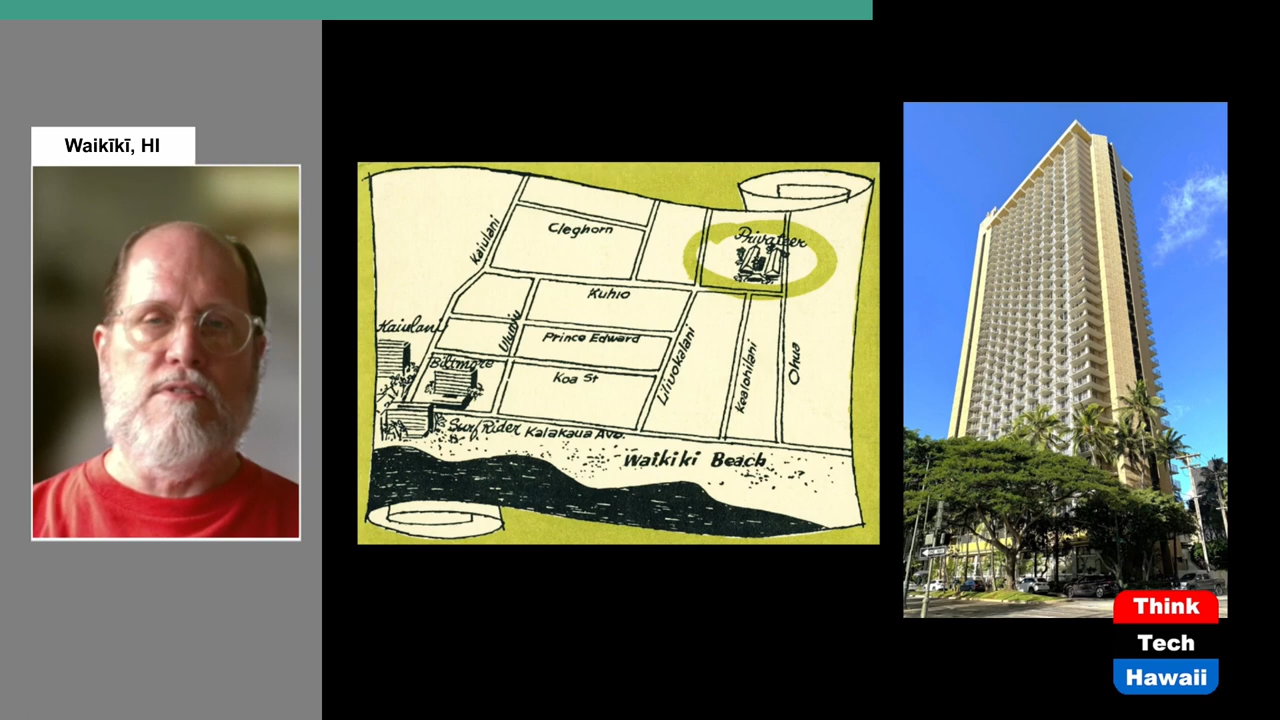 Waikīkī, HI
Kaiulani
Cleghorn
Privateer
Kuhio
Kaiulani
Uluniu
Prince Edward
Biltmore
Koa St
Liliuokalani
Kealohilani
Ohua
Surf Rider
Kalakaua Ave.
Waikiki Beach
Think
Tech
Hawaii